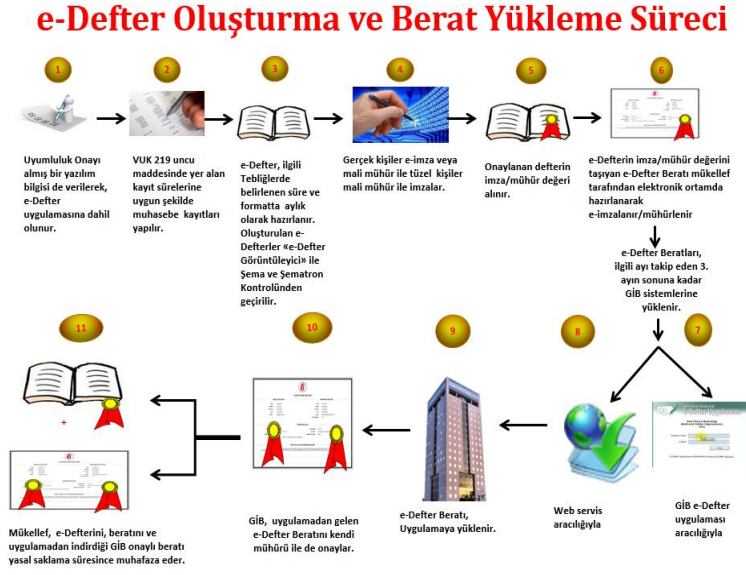 e-Defter Oluşturma ve Berat Yükleme Süreci
1
2
3
4
5
6
Uyumluluk Onayı
almış bir yazılım
bilgisi de verilerek,
e-Defter
uygulamasına dahil
olunur.
VUK 219 uncu
maddesinde yer alan
kayıt sürelerine
uygun şekilde
muhasebe kayıtları
yapılır.
e-Defter, ilgili
Tebliğlerde
belirlenen süre ve
formatta aylık
olarak hazırlanır.
Oluşturulan e-
Defterler «e-Defter
Görüntüleyici» ile
Şema ve Şematron
Kontrolünden
geçirilir.
Gerçek kişiler e-imza veya
mali mühür ile tüzel kişiler
mali mühür ile imzalar.
Onaylanan defterin
imza/mühür değeri
alınır.
e-Defterin imza/mühür değerini
taşıyan e-Defter Beratı mükellef
tarafından elektronik ortamda
hazırlanarak
e-imzalanır/mühürlenir
e-Defter Beratları,
ilgili ayı takip eden 3.
ayın sonuna kadar
GİB sistemlerine
yüklenir.
7
8
9
10
11
GİB e-Defter
uygulaması
aracılığıyla
Web servis
aracılığıyla
e-Defter Beratı,
Uygulamaya yüklenir.
GİB, uygulamadan gelen
e-Defter Beratını kendi
mühürü ile de onaylar.
+
Mükellef, e-Defterini, beratını ve
uygulamadan indirdiği GİB onaylı beratı
yasal saklama süresince muhafaza eder.